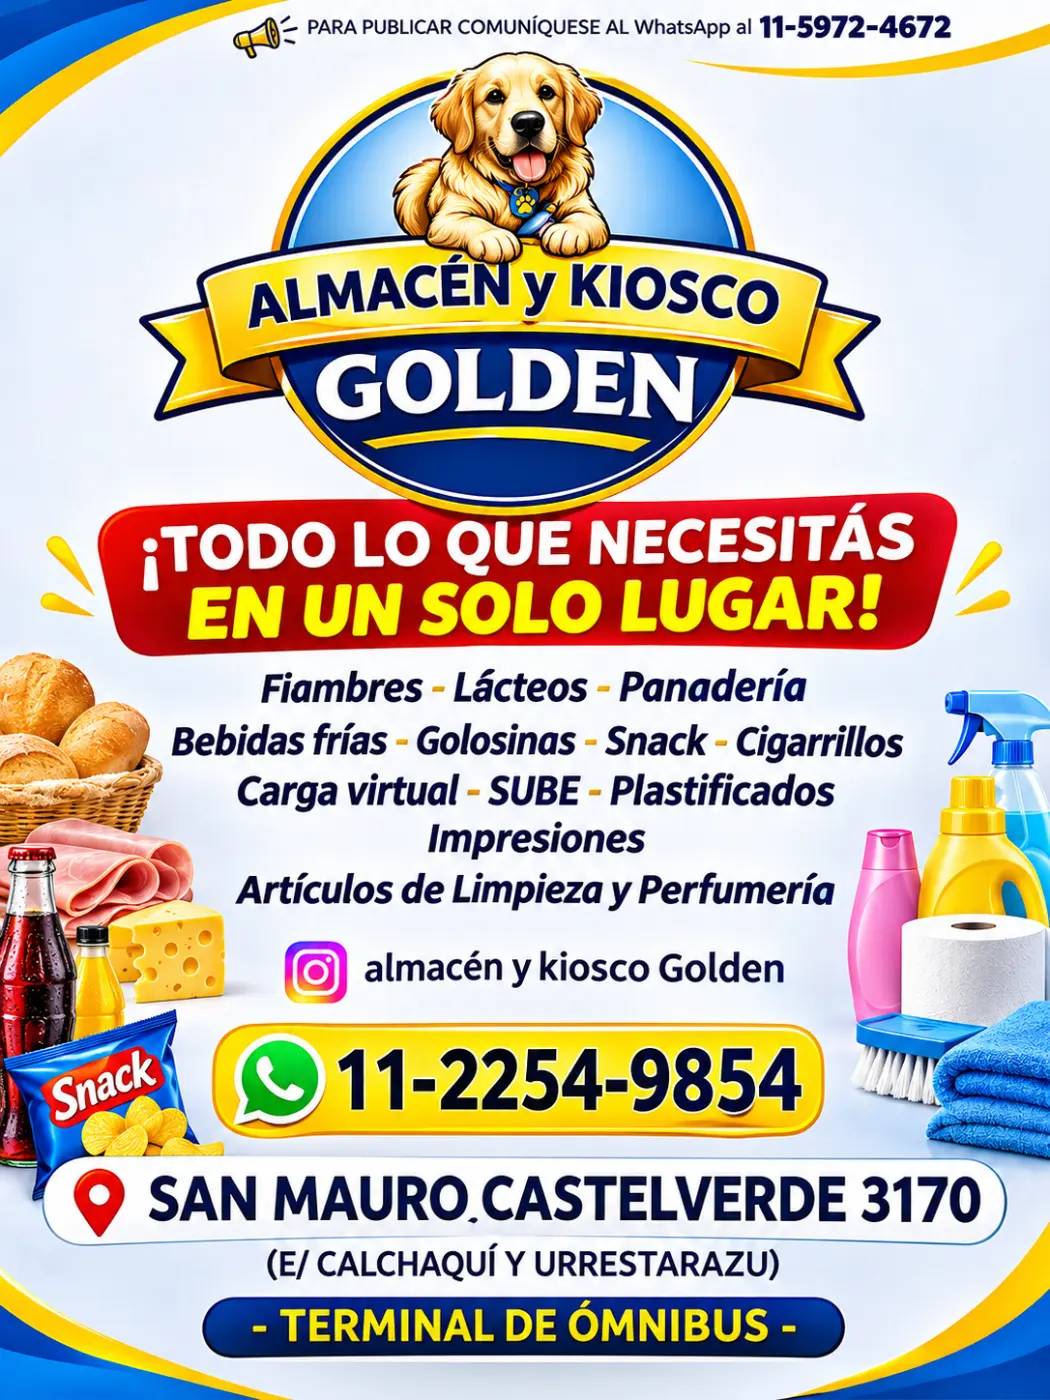 PARA PUBLICAR COMUNÍQUESE AL WhatsApp al 11-5972-4672
ALMACÉN y KIOSCO
GOLDEN
¡TODO LO QUE NECESITÁS
EN UN SOLO LUGAR!
Fiambres - Lácteos - Panadería
Bebidas frías - Golosinas - Snack - Cigarrillos
Carga virtual - SUBE - Plastificados
Impresiones
Artículos de Limpieza y Perfumería
almacén y kiosco Golden
11-2254-9854
Snack
SAN MAURO. CASTELVERDE 3170
(E/ CALCHAQUÍ Y URRESTARAZU)
- TERMINAL DE ÓMNIBUS -